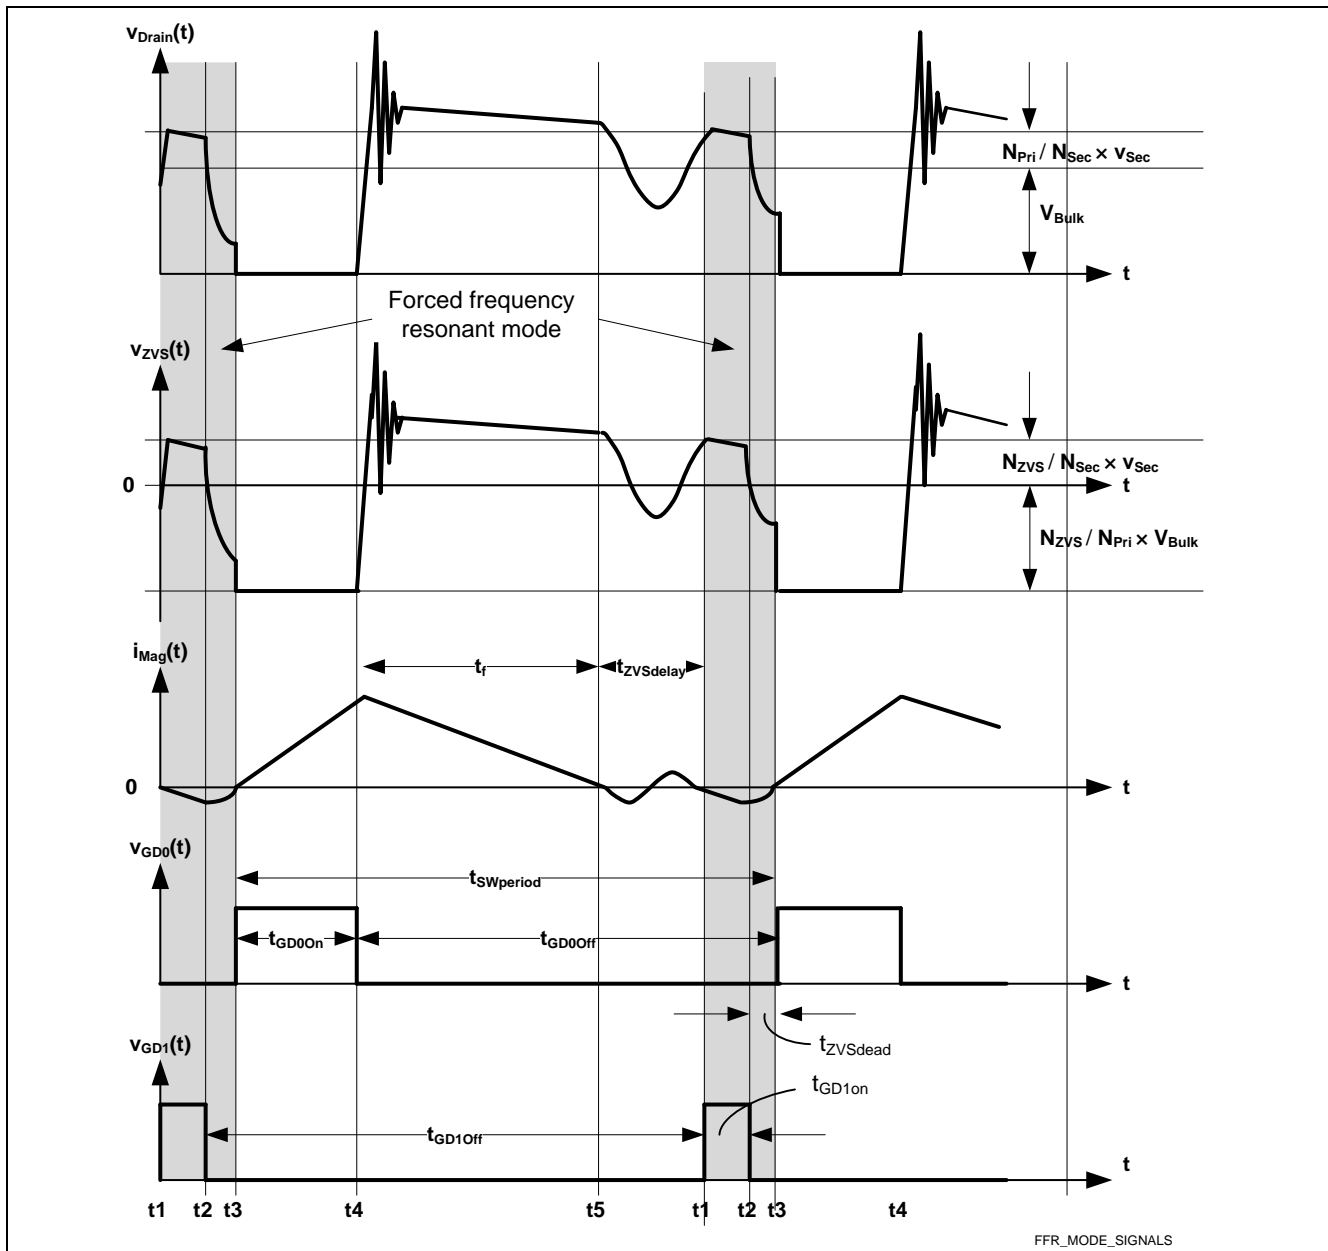 vDrain(t)
NPri / NSec × vSec
VBulk
t
Forced frequency
resonant mode
vZVS(t)
NZVS / NSec × vSec
0
t
NZVS / NPri × VBulk
iMag(t)
tf
tZVSdelay
0
t
vGD0(t)
tSWperiod
tGD0On
tGD0Off
t
vGD1(t)
tZVSdead
tGD1on
tGD1Off
t
t1 t2 t3 t4 t5 t1 t2 t3 t4
FFR_MODE_SIGNALS